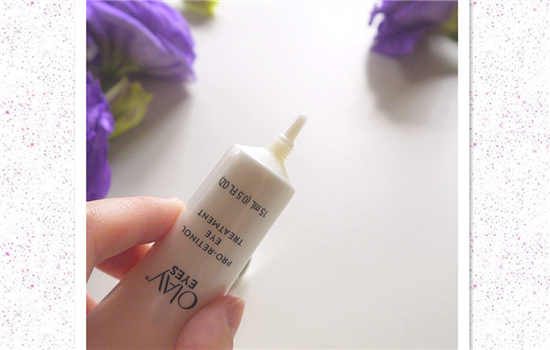 OLAY®
EYES
PRO-RETINOL
EYE
TREATMENT
15 mL (0.5 FL OZ)